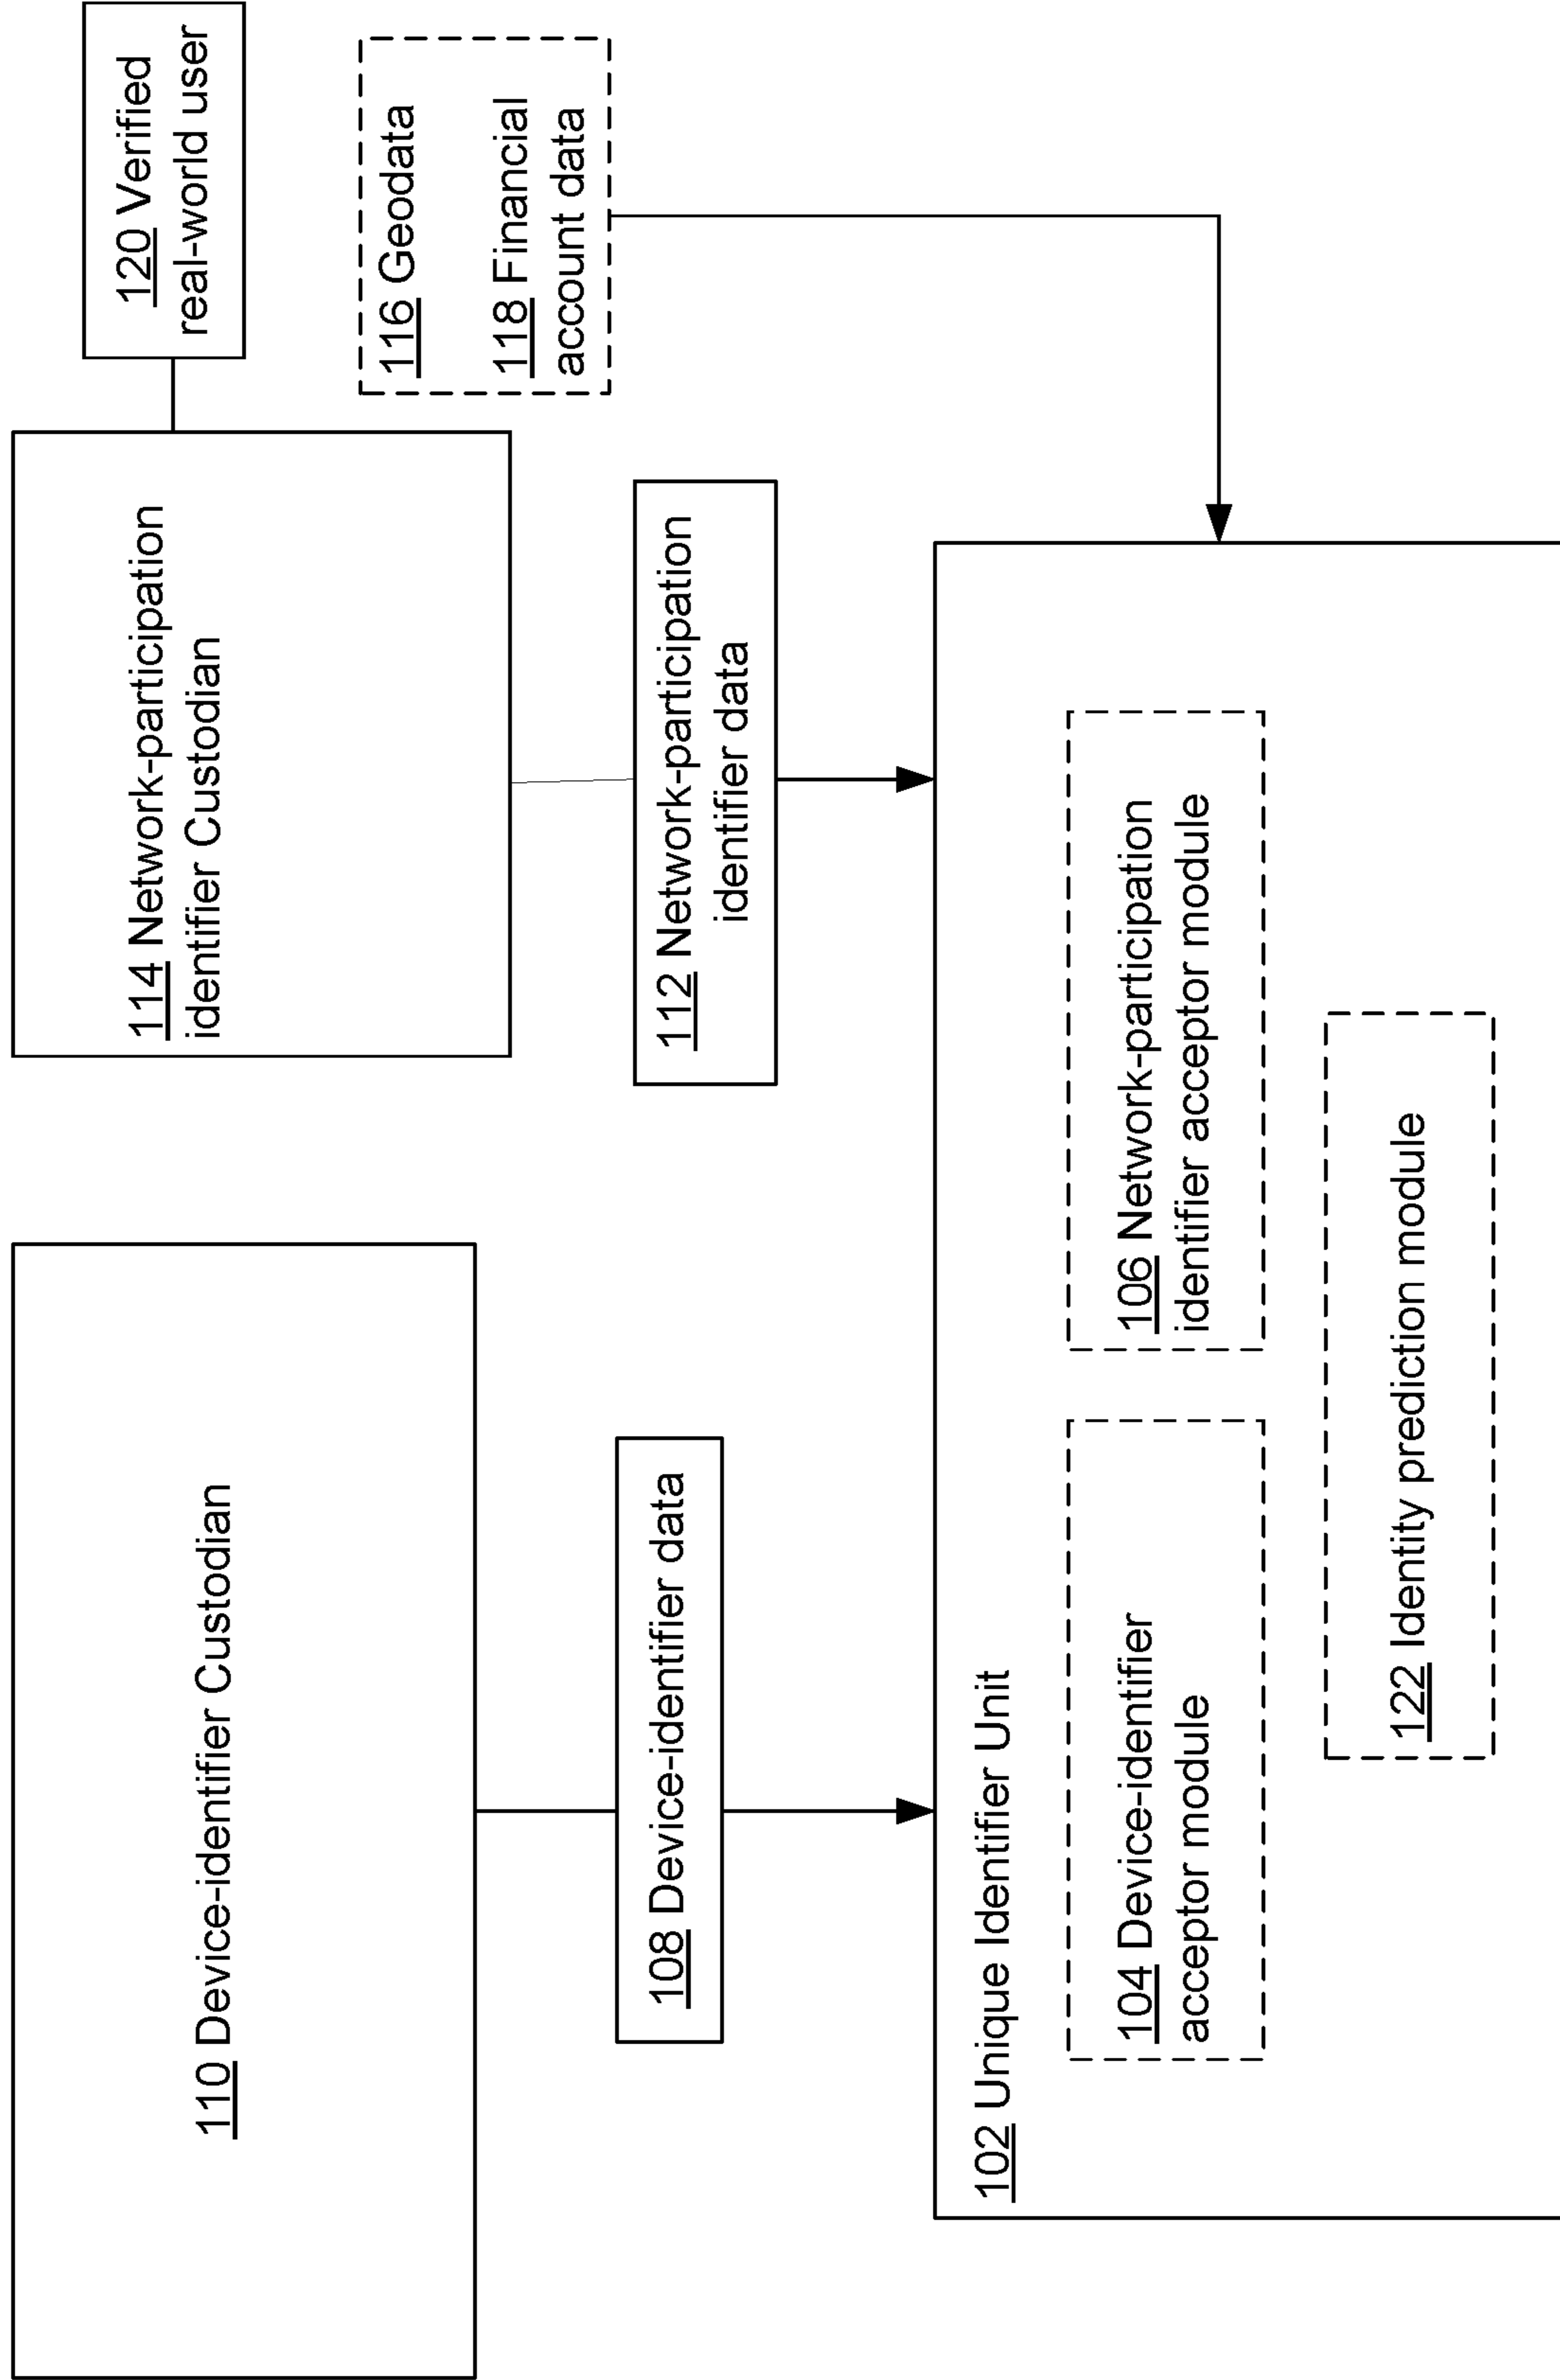 110 Device-identifier Custodian
114 Network-participation
identifier Custodian
120 Verified
real-world user
108 Device-identifier data
112 Network-participation
identifier data
116 Geodata
118 Financial
account data
102 Unique Identifier Unit
104 Device-identifier
acceptor module
106 Network-participation
identifier acceptor module
122 Identity prediction module